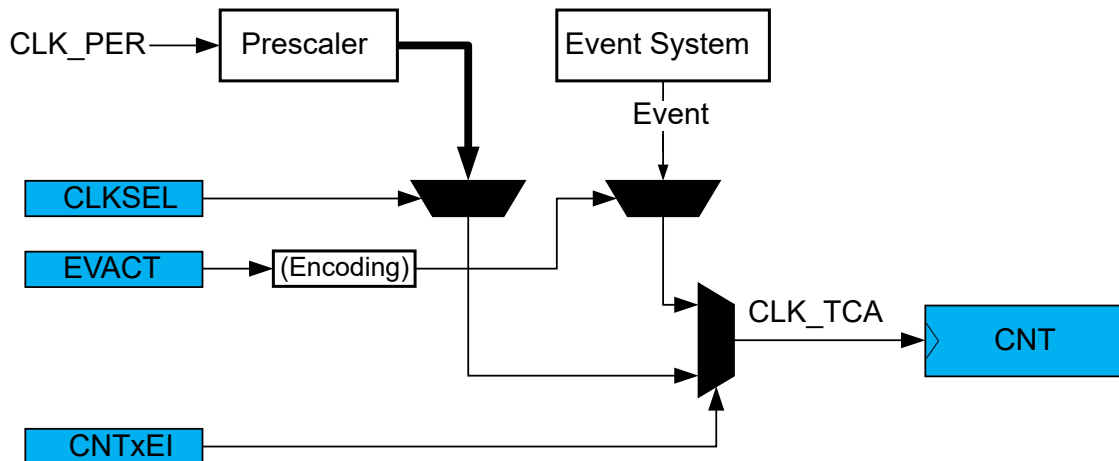 CLK_PER
Prescaler
Event System
Event
CLKSEL
EVACT
(Encoding)
CLK_TCA
CNT
CNTxEI